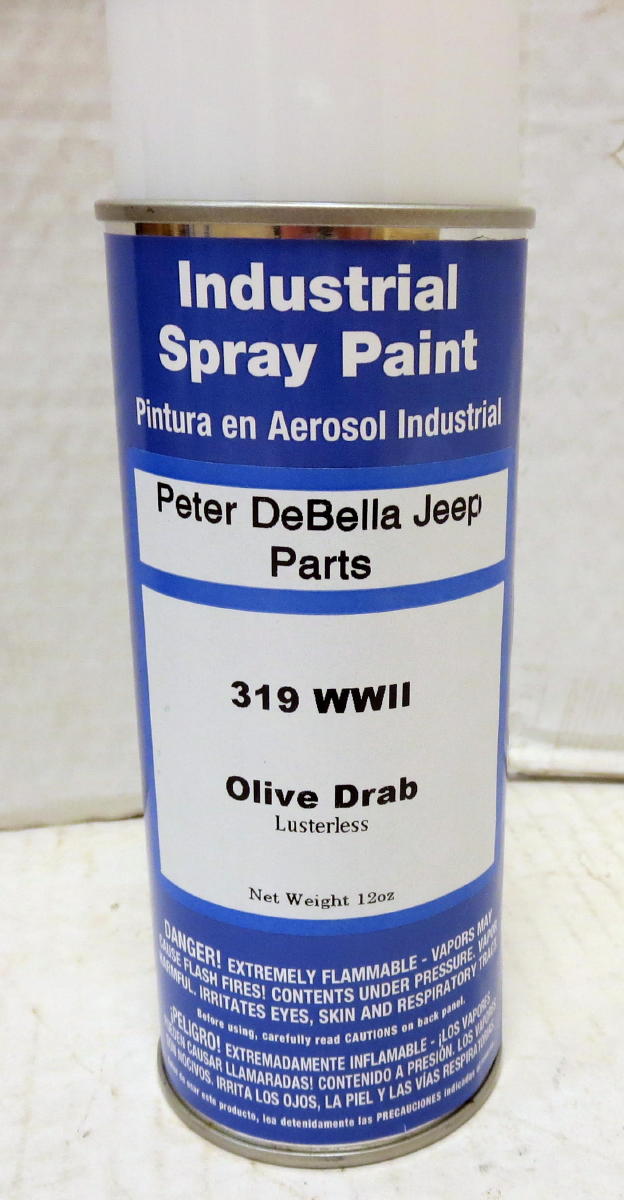 Industrial
Spray Paint
Pintura en Aerosol Industrial
Peter DeBella Jeep
Parts
319 WWII
Olive Drab
Lusterless
Net Weight 12oz
DANGER! EXTREMELY FLAMMABLE - VAPORS MAY
CAUSE FLASH FIRES! CONTENTS UNDER PRESSURE. VAPOR
HARMFUL. IRRITATES EYES, SKIN AND RESPIRATORY TRACT.
Before using, carefully read CAUTIONS on back panel.
¡PELIGRO! EXTREMADAMENTE INFLAMABLE - ¡LOS VAPORES
PUEDEN CAUSAR LLAMARADAS! CONTENIDO A PRESIÓN. LOS VAPORES
SON NOCIVOS. IRRITA LOS OJOS, LA PIEL Y LAS VÍAS RESPIRATORIAS.
de usar este producto, lea detenidamente las PRECAUCIONES indicadas